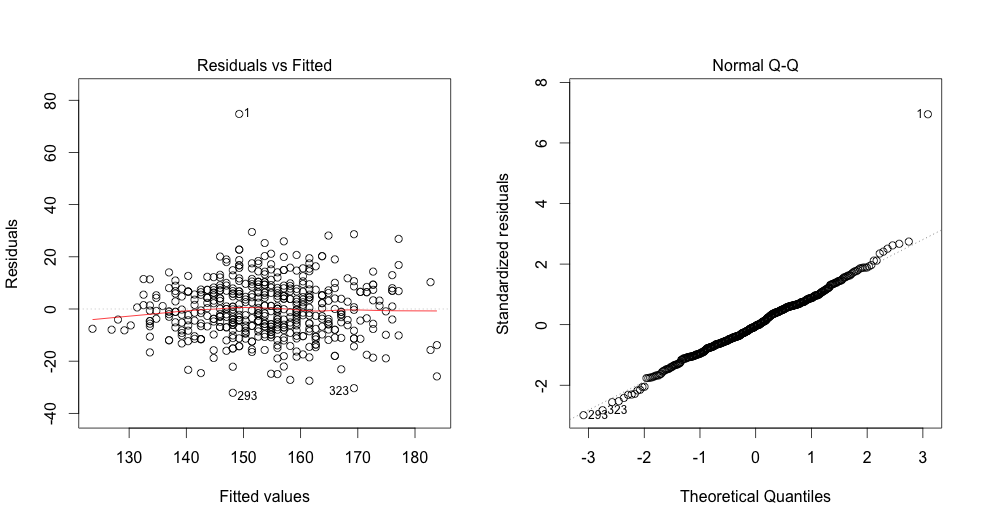 Residuals vs Fitted
Residuals
80
60
40
20
0
-20
-40
1
293
323
130 140 150 160 170 180
Fitted values
Normal Q-Q
Standardized residuals
8
6
4
2
0
-2
1
293
323
-3 -2 -1 0 1 2 3
Theoretical Quantiles